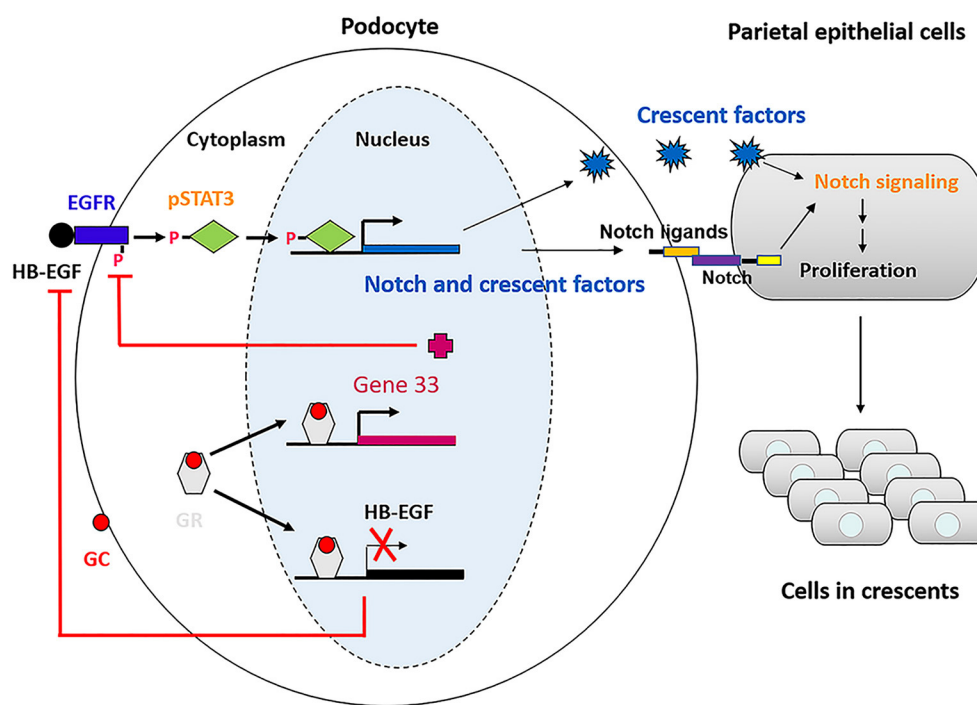 Podocyte
Parietal epithelial cells
Crescent factors
Cytoplasm
Nucleus
EGFR
pSTAT3
Notch signaling
P
P
P
HB-EGF
Notch ligands
Notch
Proliferation
Notch and crescent factors
Gene 33
GR
HB-EGF
GC
Cells in crescents